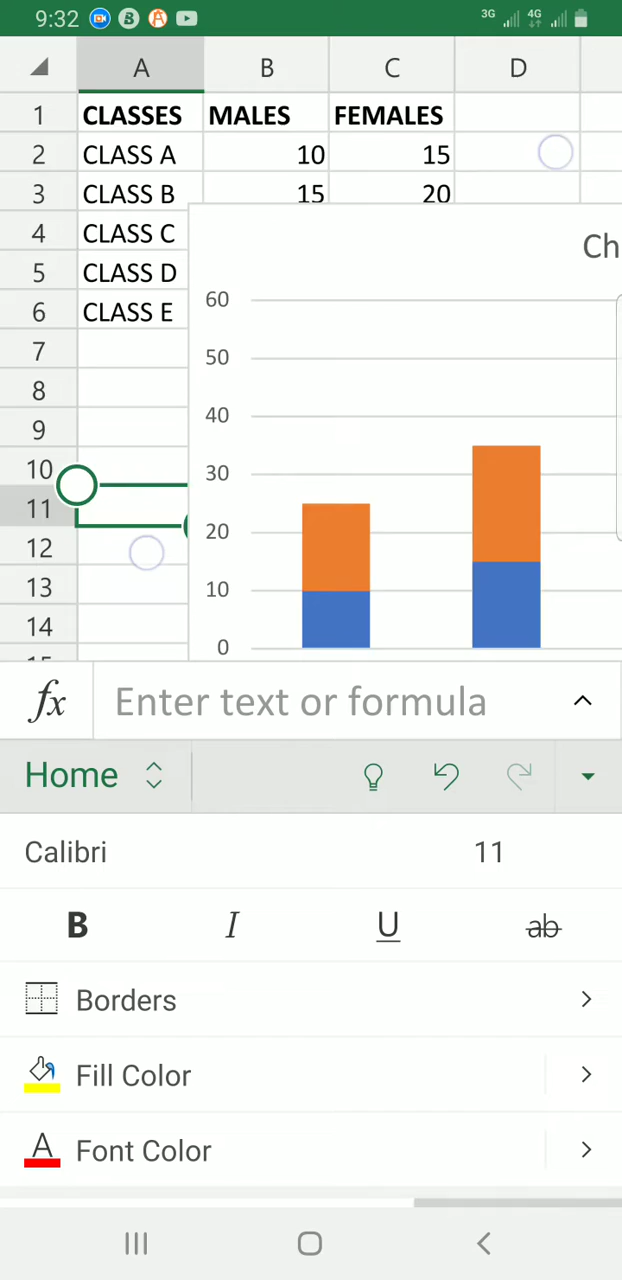 9:32 3G 4G
A B C D
1 CLASSES MALES FEMALES
2 CLASS A 10 15
3 CLASS B 15 20
4 CLASS C
5 CLASS D
6 CLASS E
7
8
9
10
11
12
13
14
15
Ch
60
50
40
30
20
10
0
fx Enter text or formula
Home
Calibri 11
B I U ab
Borders
Fill Color
A Font Color